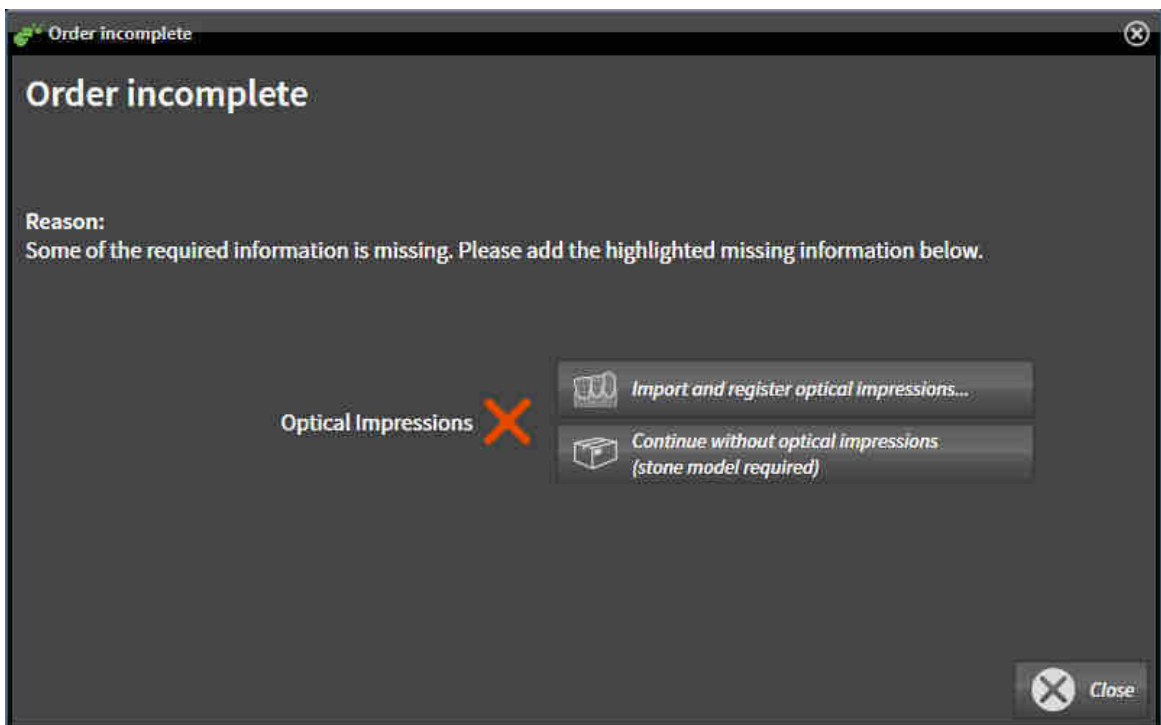 Order incomplete
Order incomplete
Reason:
Some of the required information is missing. Please add the highlighted missing information below.
Optical Impressions
Import and register optical impressions...
Continue without optical impressions
(stone model required)
Close